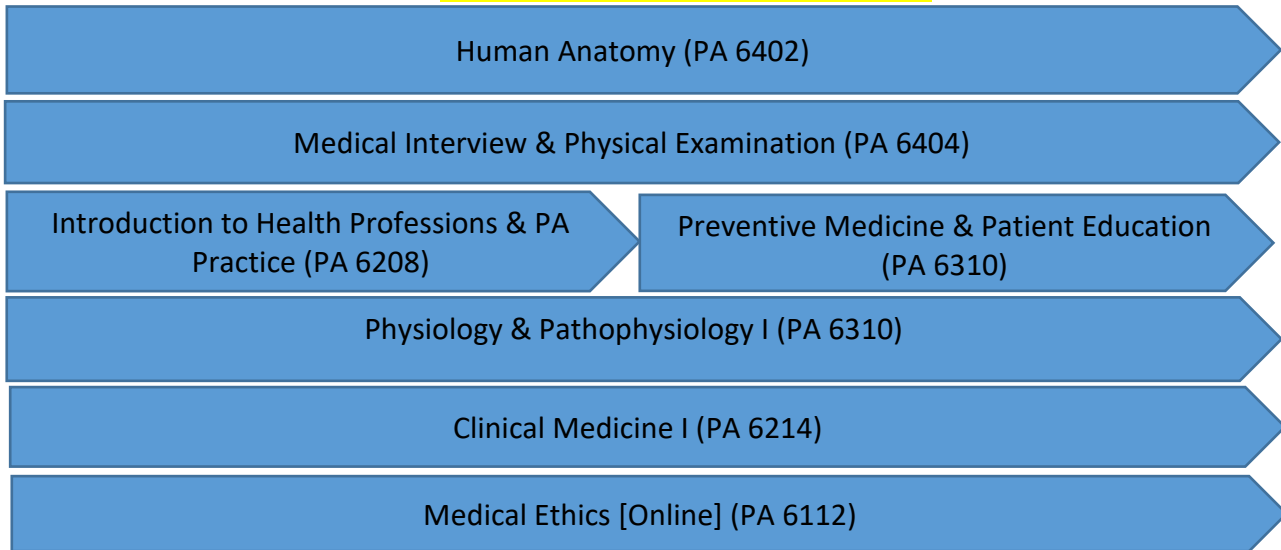 Human Anatomy (PA 6402)
Medical Interview & Physical Examination (PA 6404)
Introduction to Health Professions & PA
Practice (PA 6208)
Preventive Medicine & Patient Education
(PA 6310)
Physiology & Pathophysiology I (PA 6310)
Clinical Medicine I (PA 6214)
Medical Ethics [Online] (PA 6112)